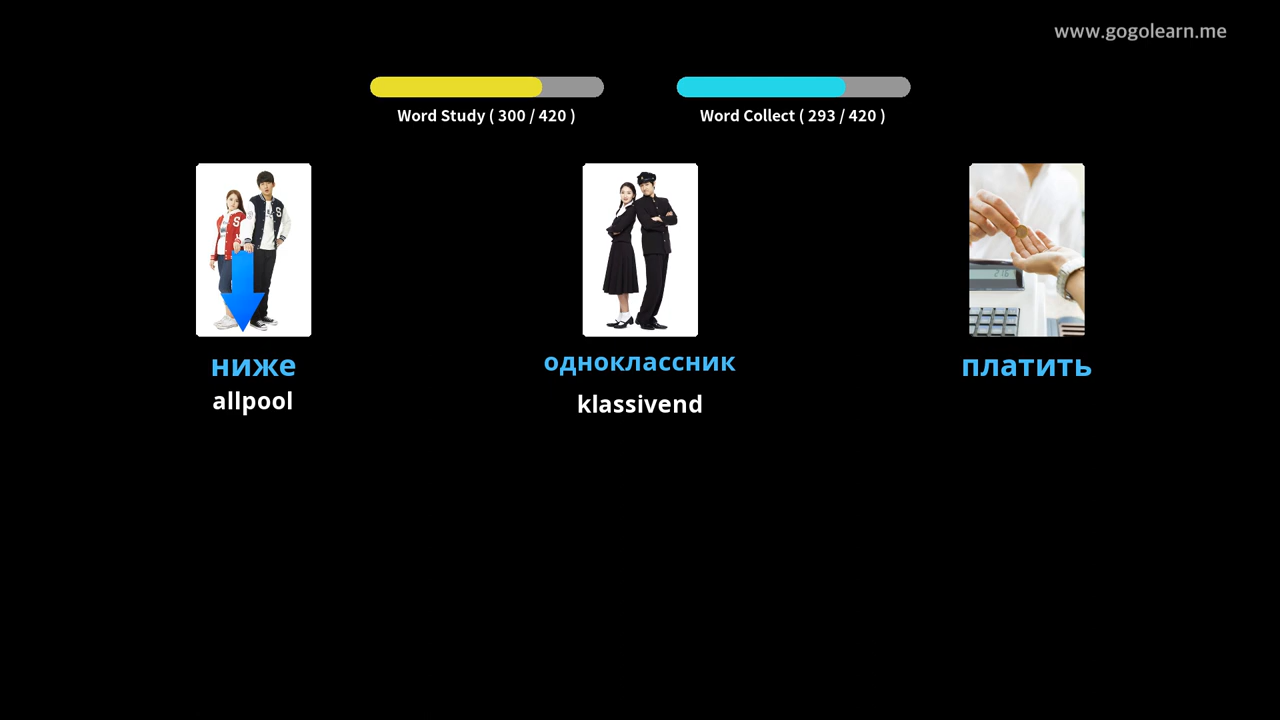 www.gogolearn.me
Word Study ( 300 / 420 )
Word Collect ( 293 / 420 )
ниже
allpool
одноклассник
klassivend
платить